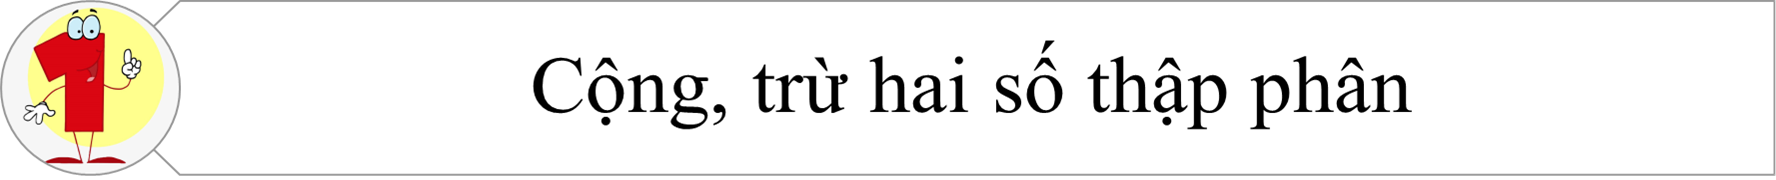 Cộng, trừ hai số thập phân